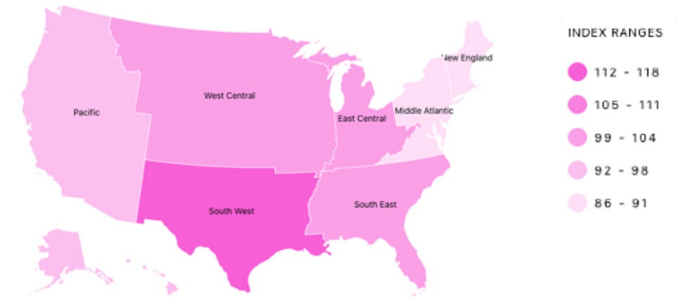 New England
INDEX RANGES
112 - 118
West Central
105 - 111
Pacific
Middle Atlantic
East Central
99 - 104
92 - 98
South West
South East
86 - 91